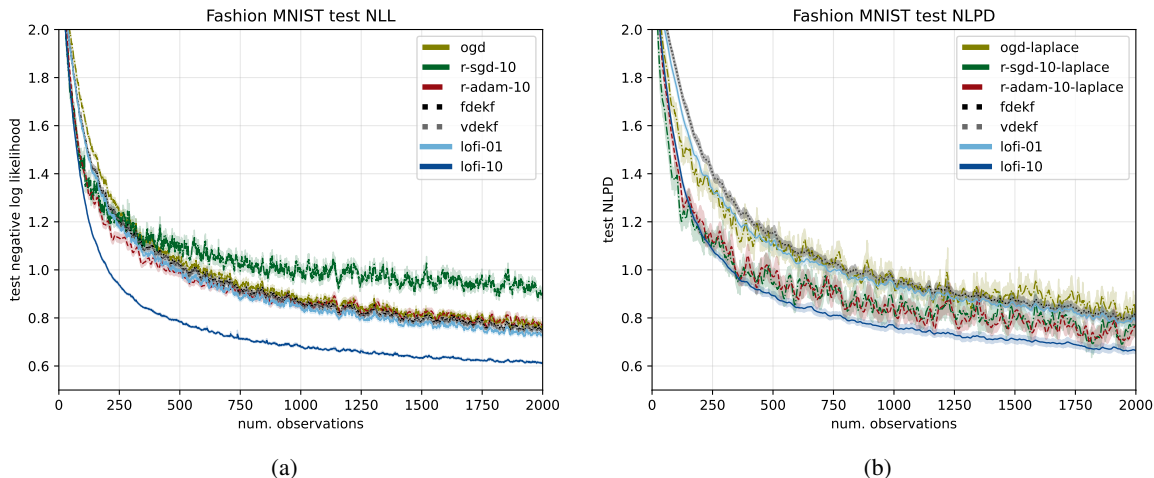 Fashion MNIST test NLL
test negative log likelihood
2.0
1.8
1.6
1.4
1.2
1.0
0.8
0.6
0 250 500 750 1000 1250 1500 1750 2000
num. observations
ogd
r-sgd-10
r-adam-10
fdekf
vdekf
lofi-01
lofi-10
(a)
Fashion MNIST test NLPD
test NLPD
2.0
1.8
1.6
1.4
1.2
1.0
0.8
0.6
0 250 500 750 1000 1250 1500 1750 2000
num. observations
ogd-laplace
r-sgd-10-laplace
r-adam-10-laplace
fdekf
vdekf
lofi-01
lofi-10
(b)